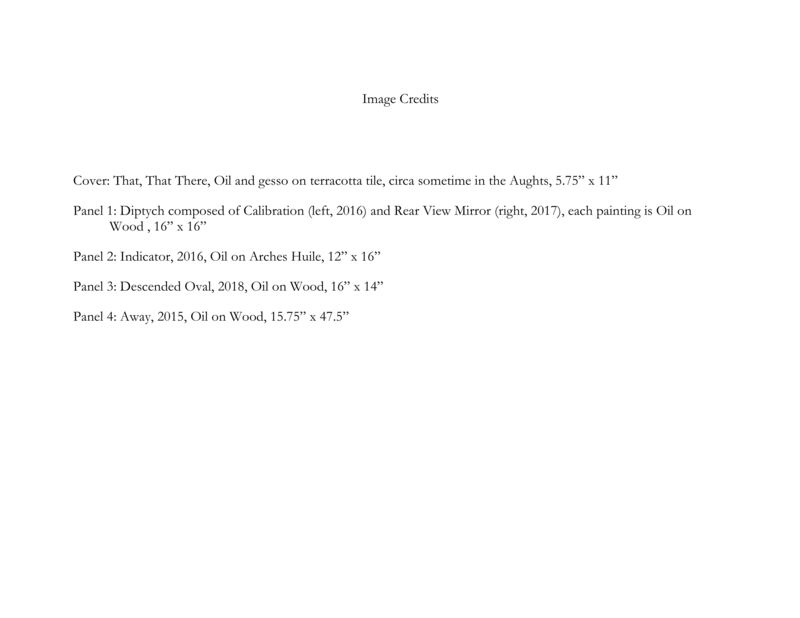 Image Credits
Cover: That, That There, Oil and gesso on terracotta tile, circa sometime in the Aughts, 5.75” x 11”
Panel 1: Diptych composed of Calibration (left, 2016) and Rear View Mirror (right, 2017), each painting is Oil on
Wood , 16” x 16”
Panel 2: Indicator, 2016, Oil on Arches Huile, 12” x 16”
Panel 3: Descended Oval, 2018, Oil on Wood, 16” x 14”
Panel 4: Away, 2015, Oil on Wood, 15.75” x 47.5”